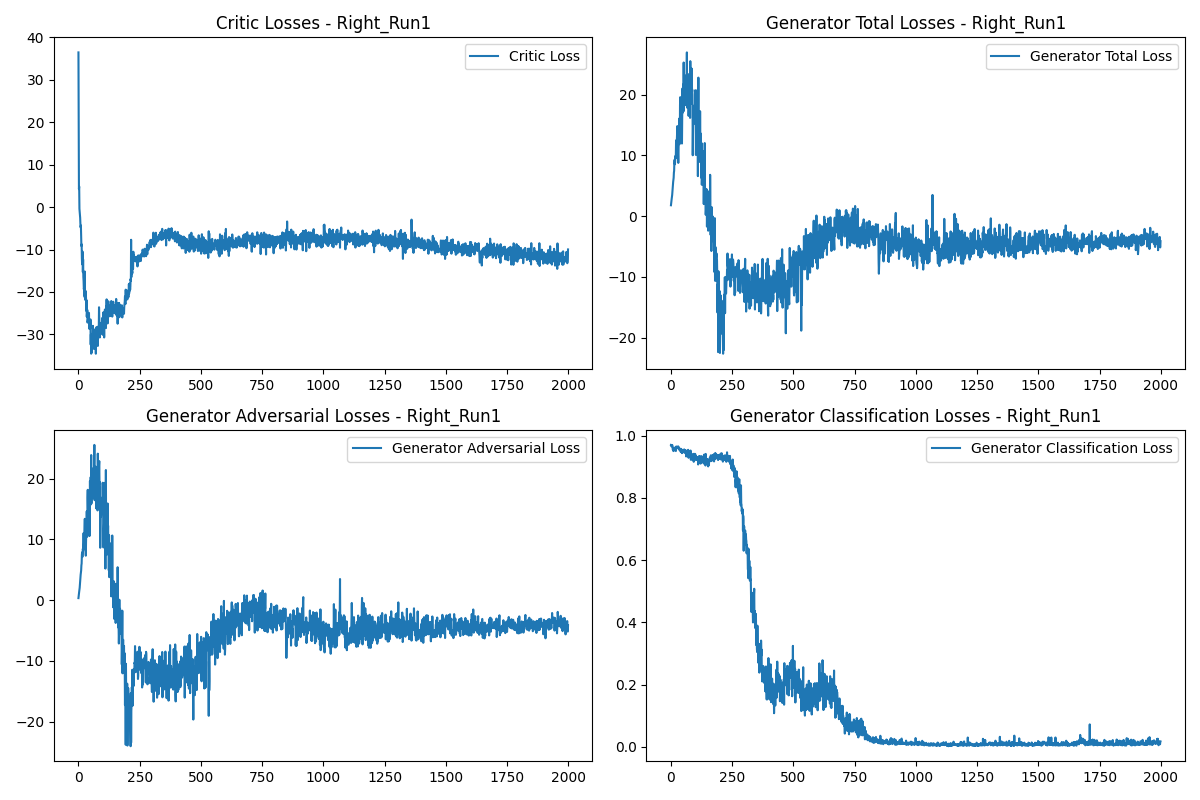 Critic Losses - Right_Run1
Critic Loss
40
30
20
10
0
−10
−20
−30
0 250 500 750 1000 1250 1500 1750 2000
Generator Total Losses - Right_Run1
Generator Total Loss
20
10
0
−10
−20
0 250 500 750 1000 1250 1500 1750 2000
Generator Adversarial Losses - Right_Run1
Generator Adversarial Loss
20
10
0
−10
−20
0 250 500 750 1000 1250 1500 1750 2000
Generator Classification Losses - Right_Run1
Generator Classification Loss
1.0
0.8
0.6
0.4
0.2
0.0
0 250 500 750 1000 1250 1500 1750 2000